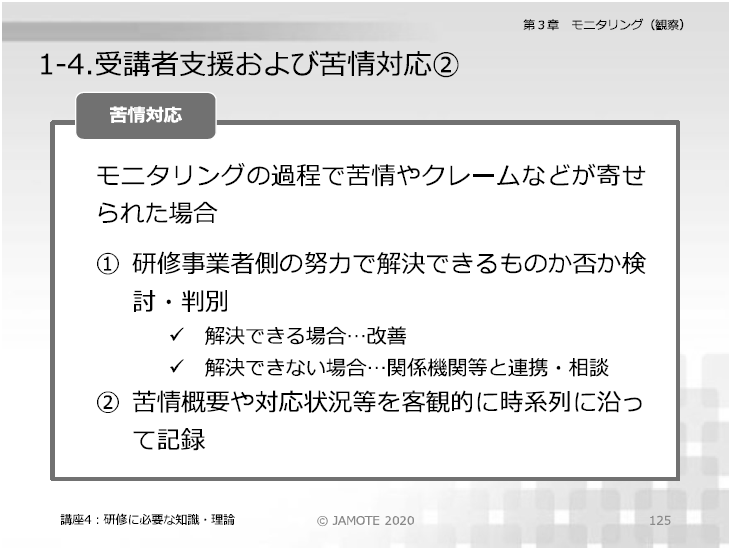 第３章　モニタリング（観察）
1-4.受講者支援および苦情対応②
苦情対応
モニタリングの過程で苦情やクレームなどが寄せ
られた場合
① 研修事業者側の努力で解決できるものか否か検
討・判別
✓ 解決できる場合…改善
✓ 解決できない場合…関係機関等と連携・相談
② 苦情概要や対応状況等を客観的に時系列に沿っ
て記録
講座4：研修に必要な知識・理論
© JAMOTE 2020
125